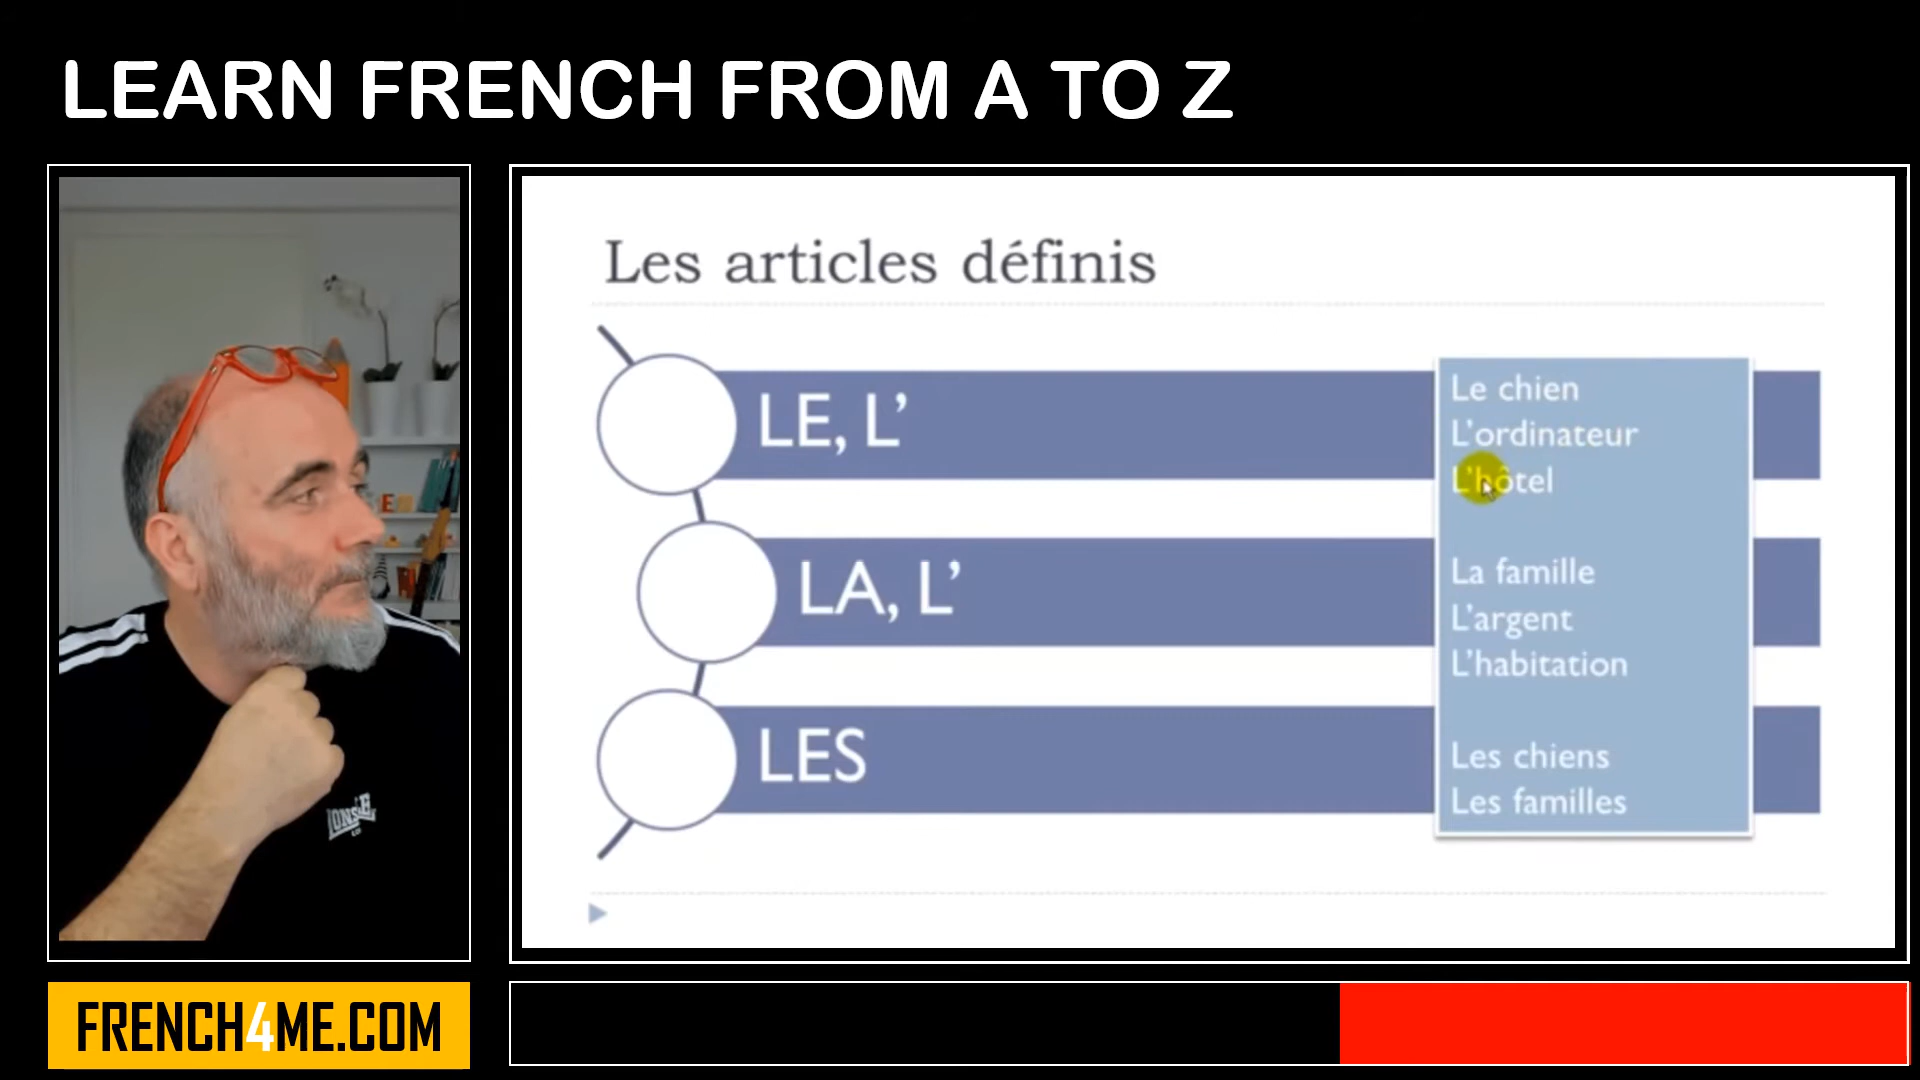 LEARN FRENCH FROM A TO Z
Les articles définis
LE, L’
LA, L’
LES
Le chien
L’ordinateur
L’hôtel
La famille
L’argent
L’habitation
Les chiens
Les familles
LONSDALE
FRENCH4ME.COM